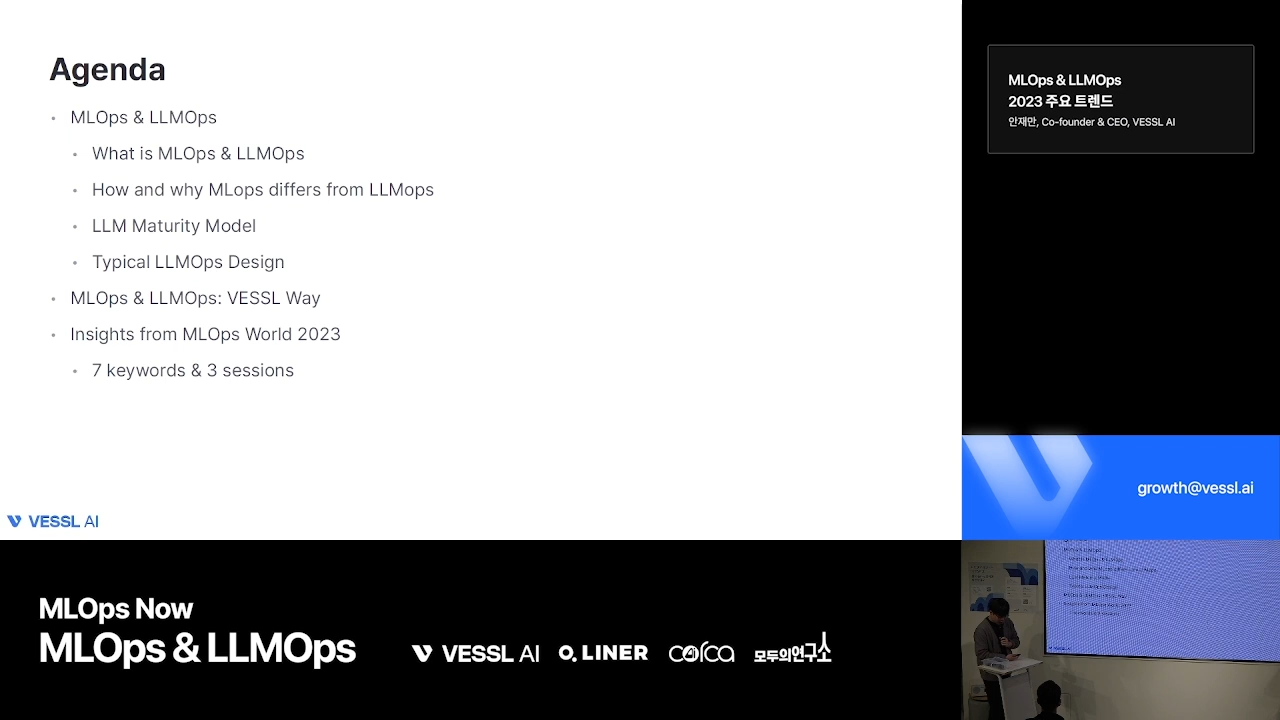 Agenda
MLOps & LLMOps
What is MLOps & LLMOps
How and why MLops differs from LLMops
LLM Maturity Model
Typical LLMOps Design
MLOps & LLMOps: VESSL Way
Insights from MLOps World 2023
7 keywords & 3 sessions
VESSL AI
MLOps & LLMOps
2023 주요 트렌드
안재만, Co-founder & CEO, VESSL AI
growth@vessl.ai
MLOps Now
MLOps & LLMOps
VESSL AI LINER corca 모두의연구소